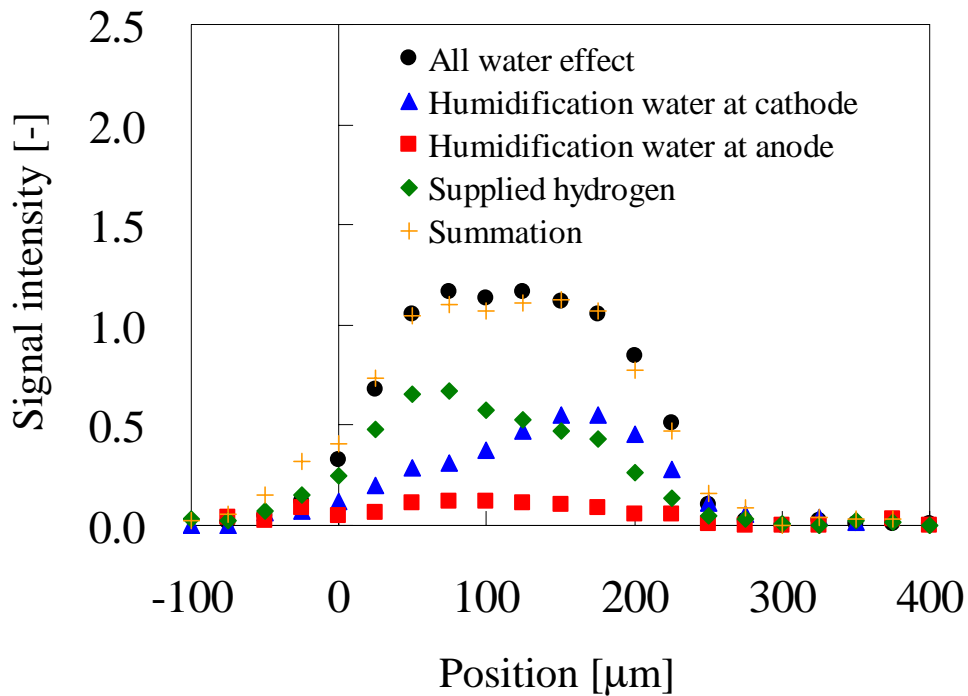 2.5
2.0
1.5
1.0
0.5
0.0
Signal intensity [-]
All water effect
Humidification water at cathode
Humidification water at anode
Supplied hydrogen
Summation
-100 0 100 200 300 400
Position [μm]